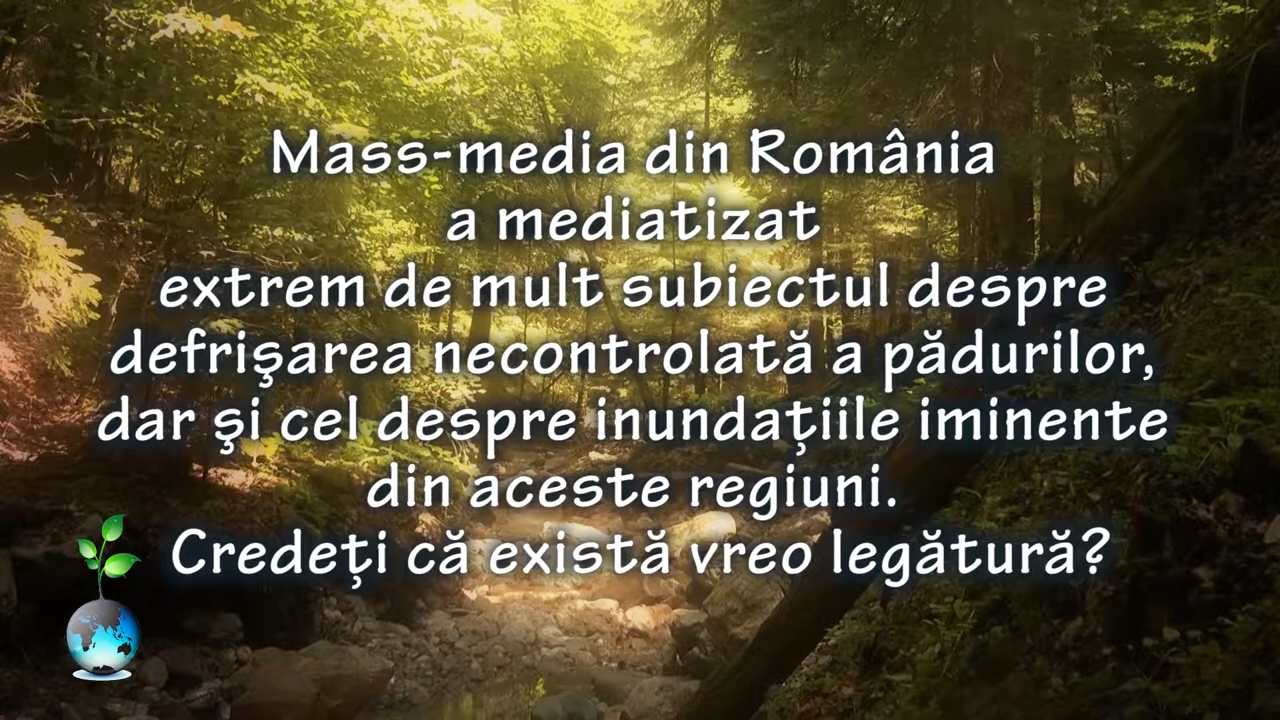 Mass-media din România
a mediatizat
extrem de mult subiectul despre
defrişarea necontrolată a pădurilor,
dar şi cel despre inundațiile iminente
din aceste regiuni.
Credeți că există vreo legătură?